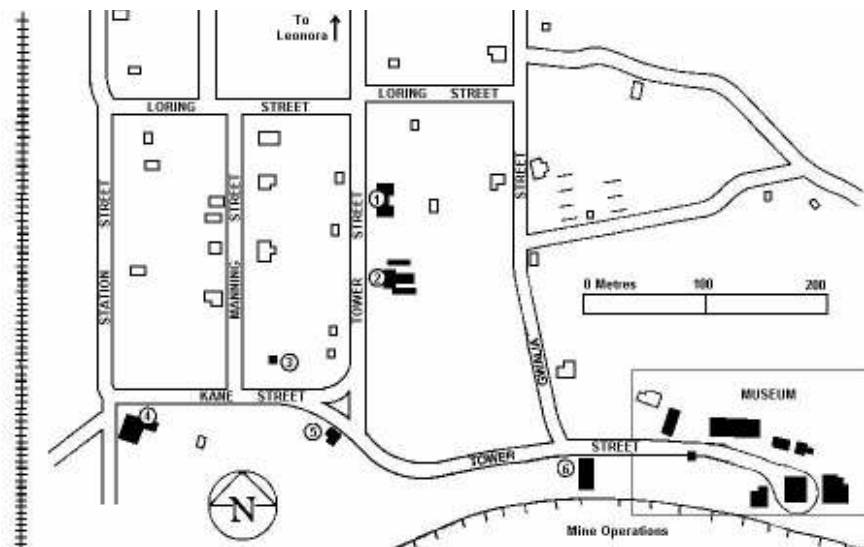 To
Leonora
LORING STREET
LORING STREET
STREET
STREET
STREET
STREET
1
2
STATION
MANNING
TOWER
0 Metres 100 200
GWALIA
3
KANE STREET
MUSEUM
4
5
TOWER STREET
6
N
Mine Operations